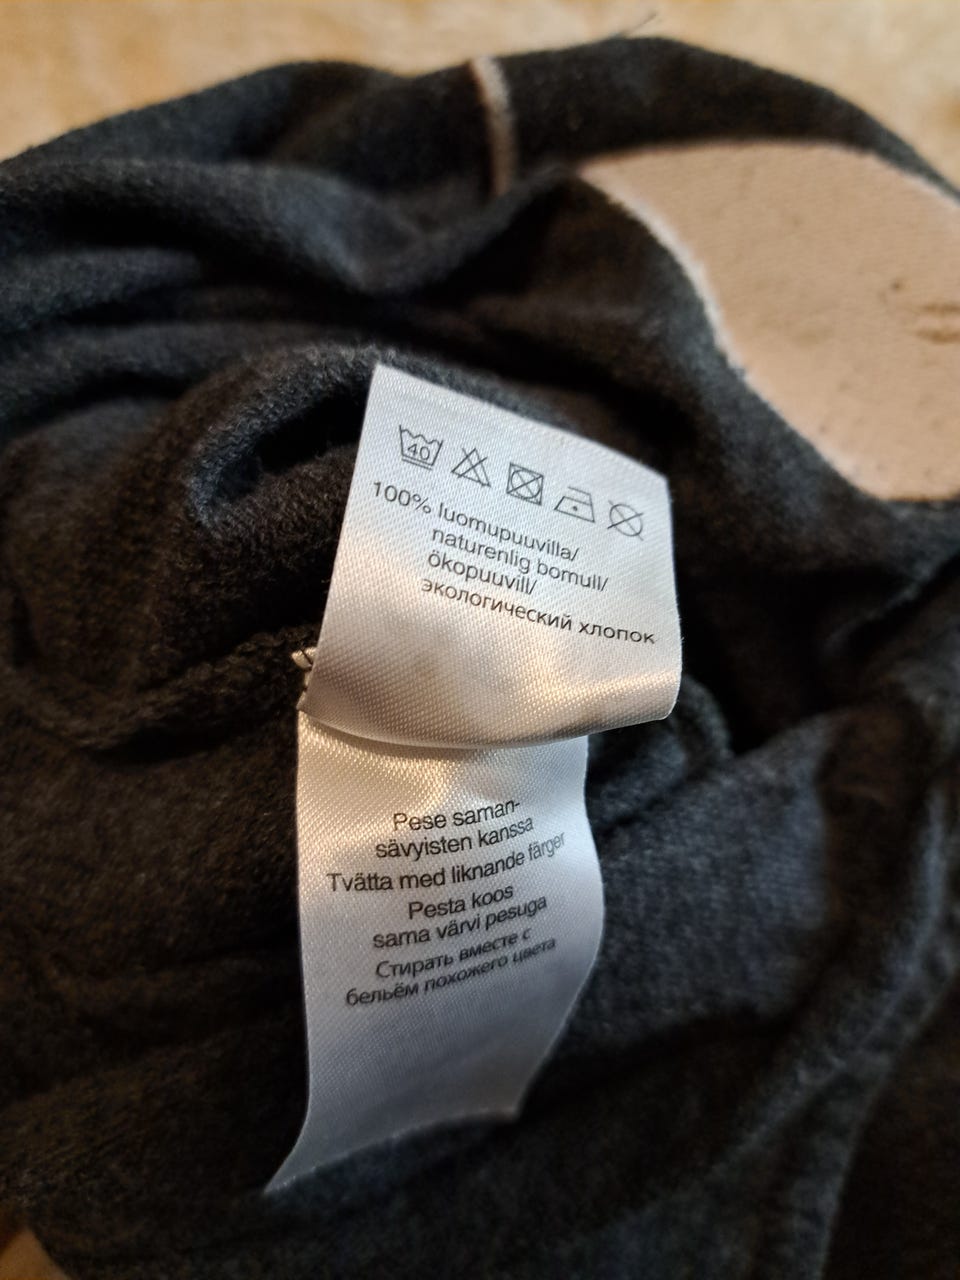 40
100% luomupuuvilla/
naturenlig bomull/
ökopuuvill/
экологический хлопок
Pese saman-
sävyisten kanssa
Tvätta med liknande färger
Pesta koos
sama värvi pesuga
Стирать вместе с
бельём похожего цвета